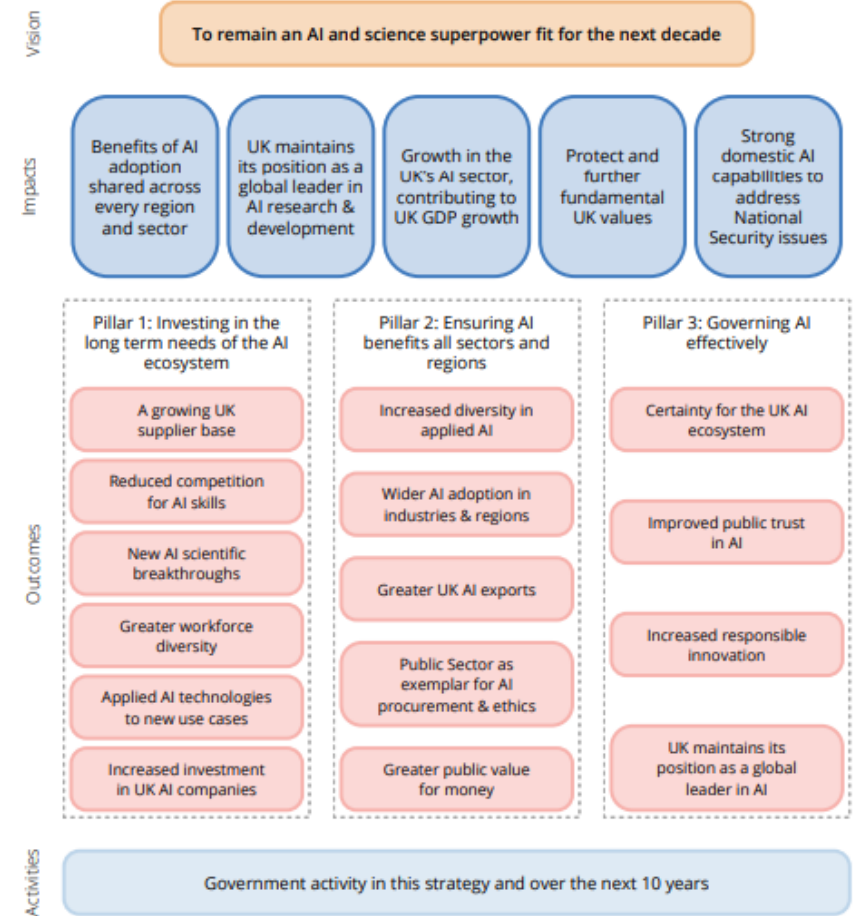 Vision
To remain an AI and science superpower fit for the next decade
Impacts
Benefits of AI
adoption
shared across
every region
and sector
UK maintains
its position as a
global leader in
AI research &
development
Growth in the
UK's AI sector,
contributing to
UK GDP growth
Protect and
further
fundamental
UK values
Strong
domestic AI
capabilities to
address
National
Security issues
Outcomes
Pillar 1: Investing in the
long term needs of the AI
ecosystem
A growing UK
supplier base
Reduced competition
for AI skills
New AI scientific
breakthroughs
Greater workforce
diversity
Applied AI technologies
to new use cases
Increased investment
in UK AI companies
Pillar 2: Ensuring AI
benefits all sectors and
regions
Increased diversity in
applied AI
Wider AI adoption in
industries & regions
Greater UK AI exports
Public Sector as
exemplar for AI
procurement & ethics
Greater public value
for money
Pillar 3: Governing AI
effectively
Certainty for the UK AI
ecosystem
Improved public trust
in AI
Increased responsible
innovation
UK maintains its
position as a global
leader in AI
Activities
Government activity in this strategy and over the next 10 years